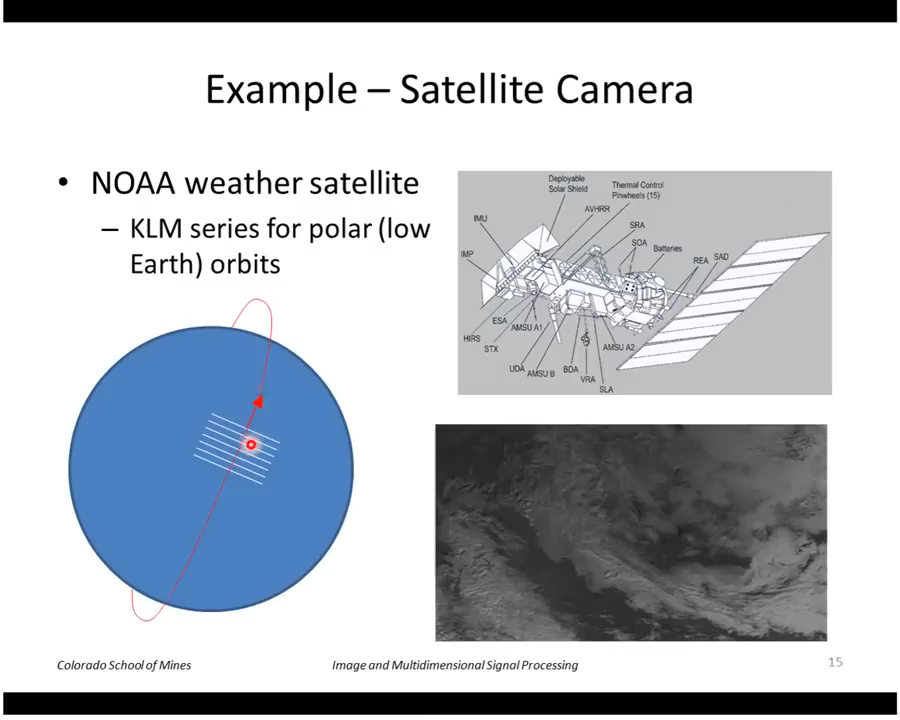 Example – Satellite Camera
• NOAA weather satellite
– KLM series for polar (low
Earth) orbits
Deployable
Solar Shield
Thermal Control
Pinwheels (15)
AVHRR
IMU
SRA
SOA
Batteries
IMP
REA
SAD
ESA
AMSU A1
HIRS
STX
AMSU A2
UDA
AMSU B
BDA
VRA
SLA
Colorado School of Mines
Image and Multidimensional Signal Processing
15